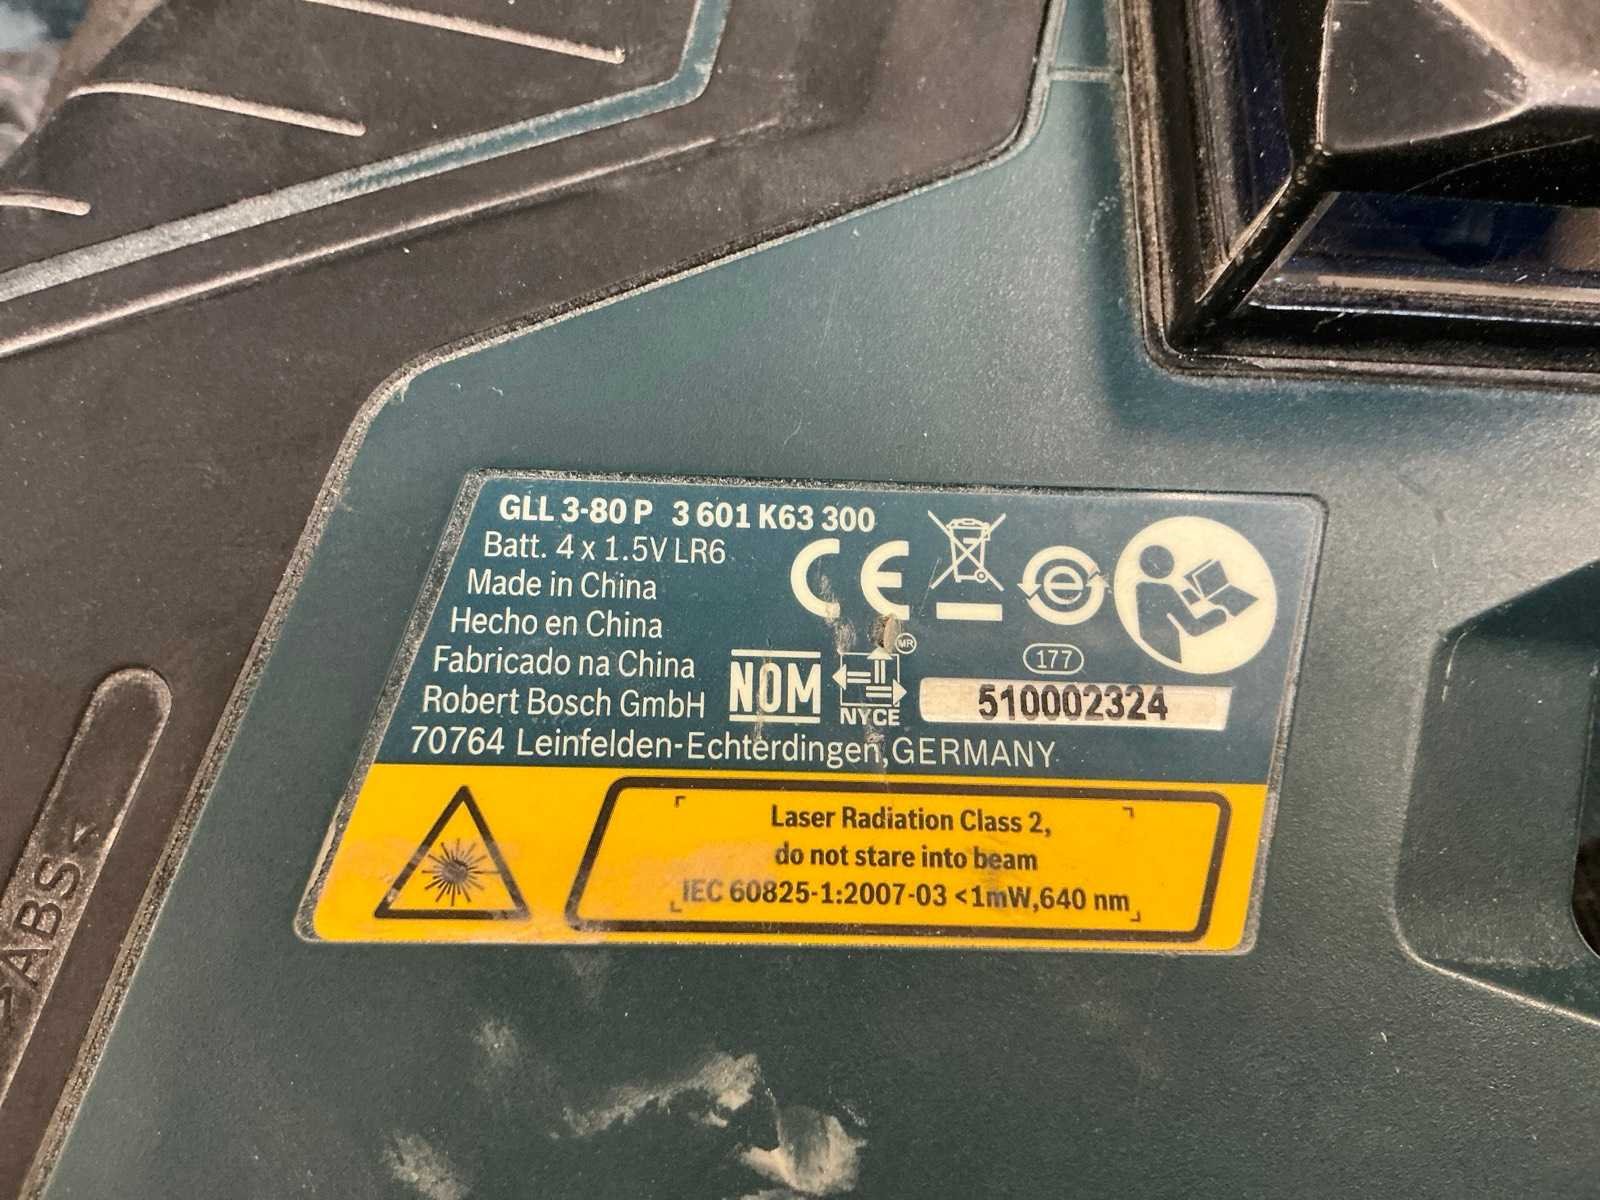 GLL 3-80 P 3 601 K63 300
Batt. 4 x 1.5V LR6
Made in China
Hecho en China
Fabricado na China
Robert Bosch GmbH
70764 Leinfelden-Echterdingen,GERMANY
CE
e
177
NOM
MR
NYCE
510002324
Laser Radiation Class 2,
do not stare into beam
IEC 60825-1:2007-03 <1mW,640 nm
>ABS<